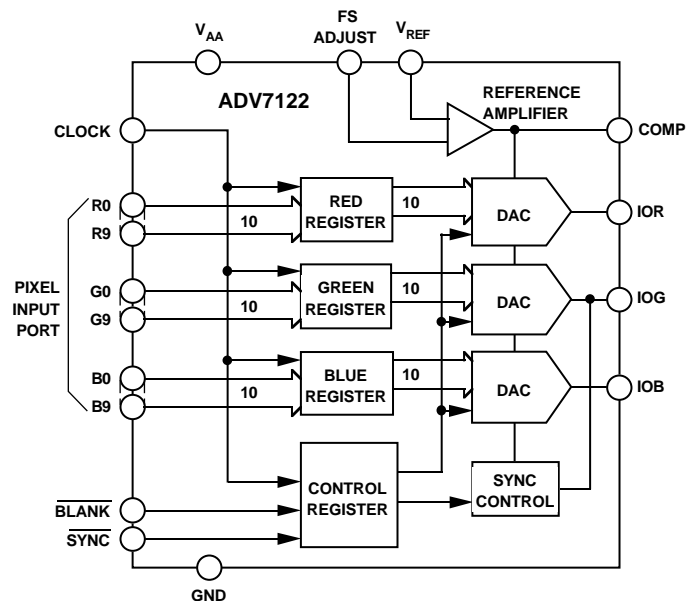 FS
ADJUST
V_AA
V_REF
ADV7122
REFERENCE
AMPLIFIER
CLOCK
COMP
R0
RED
REGISTER
10
DAC
IOR
10
R9
PIXEL
INPUT
PORT
G0
GREEN
REGISTER
10
DAC
IOG
10
G9
B0
BLUE
REGISTER
10
DAC
IOB
10
B9
CONTROL
REGISTER
SYNC
CONTROL
BLANK
SYNC
GND